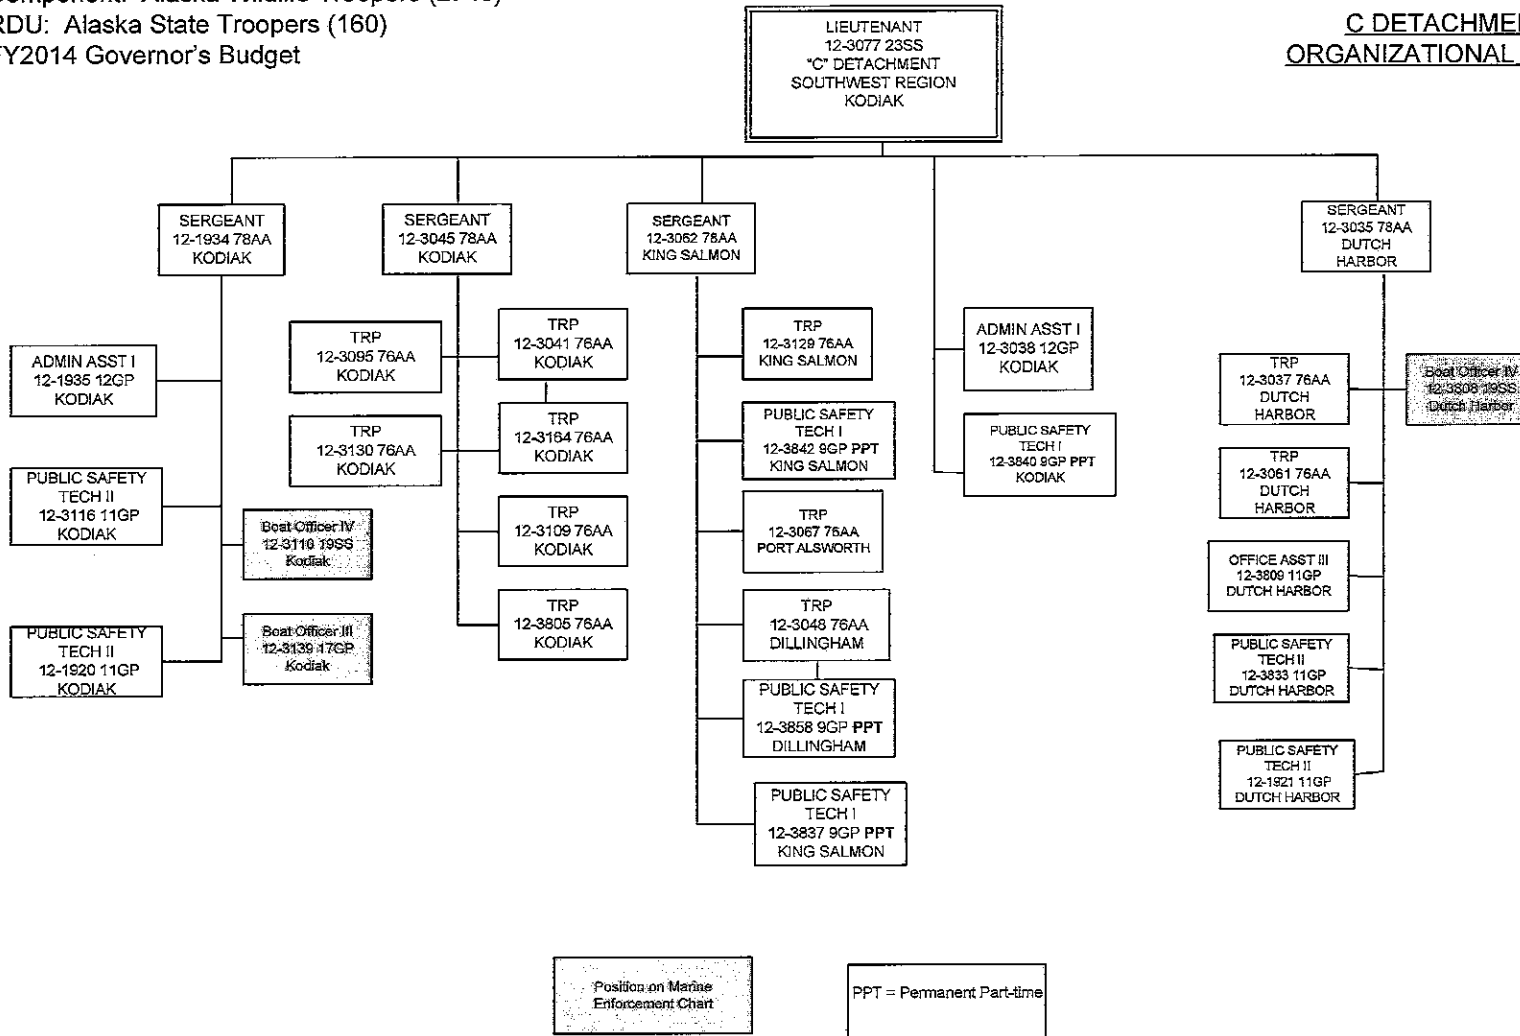 RDU: Alaska State Troopers (160)
FY2014 Governor's Budget
C DETACHME
ORGANIZATIONAL
LIEUTENANT
12-3077 23SS
"C" DETACHMENT
SOUTHWEST REGION
KODIAK
SERGEANT
12-1934 78AA
KODIAK
SERGEANT
12-3045 78AA
KODIAK
SERGEANT
12-3062 78AA
KING SALMON
SERGEANT
12-3035 78AA
DUTCH
HARBOR
ADMIN ASST I
12-1935 12GP
KODIAK
PUBLIC SAFETY
TECH II
12-3116 11GP
KODIAK
Boat Officer IV
12-3110 19SS
Kodiak
PUBLIC SAFETY
TECH II
12-1920 11GP
KODIAK
Boat Officer III
12-3139 17GP
Kodiak
TRP
12-3095 76AA
KODIAK
TRP
12-3041 76AA
KODIAK
TRP
12-3130 76AA
KODIAK
TRP
12-3164 76AA
KODIAK
TRP
12-3109 76AA
KODIAK
TRP
12-3805 76AA
KODIAK
TRP
12-3129 76AA
KING SALMON
PUBLIC SAFETY
TECH I
12-3842 9GP PPT
KING SALMON
TRP
12-3067 76AA
PORT ALSWORTH
TRP
12-3048 76AA
DILLINGHAM
PUBLIC SAFETY
TECH I
12-3858 9GP PPT
DILLINGHAM
PUBLIC SAFETY
TECH I
12-3837 9GP PPT
KING SALMON
ADMIN ASST I
12-3038 12GP
KODIAK
PUBLIC SAFETY
TECH I
12-3840 9GP PPT
KODIAK
TRP
12-3037 76AA
DUTCH
HARBOR
Boat Officer IV
12-3808 19SS
Dutch Harbor
TRP
12-3061 76AA
DUTCH
HARBOR
OFFICE ASST III
12-3809 11GP
DUTCH HARBOR
PUBLIC SAFETY
TECH II
12-3833 11GP
DUTCH HARBOR
PUBLIC SAFETY
TECH II
12-1921 11GP
DUTCH HARBOR
Position on Marine
Enforcement Chart
PPT = Permanent Part-time